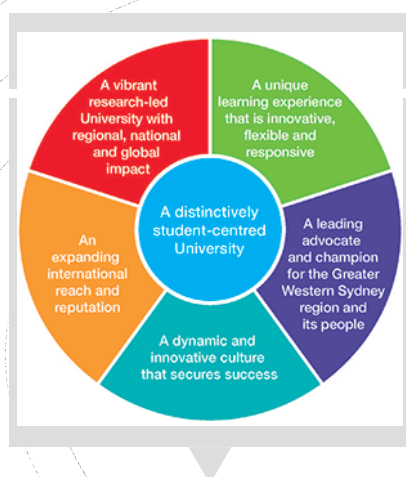 A vibrant
research-led
University with
regional, national
and global
impact
A unique
learning experience
that is innovative,
flexible and
responsive
A distinctively
student-centred
University
An
expanding
international
reach and
reputation
A leading
advocate
and champion
for the Greater
Western Sydney
region and
its people
A dynamic and
innovative culture
that secures success